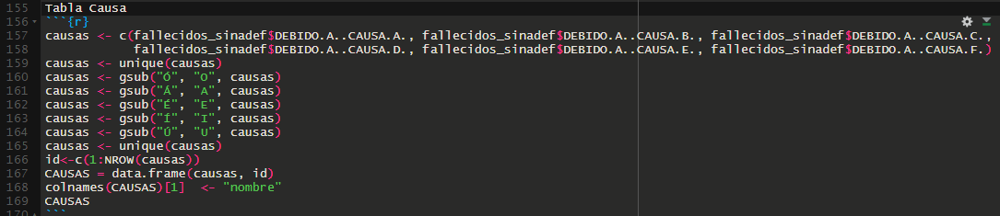 155 Tabla Causa
156 ```{r}
157 causas <- c(fallecidos_sinadef$DEBIDO.A..CAUSA.A., fallecidos_sinadef$DEBIDO.A..CAUSA.B., fallecidos_sinadef$DEBIDO.A..CAUSA.C.,
158 fallecidos_sinadef$DEBIDO.A..CAUSA.D., fallecidos_sinadef$DEBIDO.A..CAUSA.E., fallecidos_sinadef$DEBIDO.A..CAUSA.F.)
159 causas <- unique(causas)
160 causas <- gsub("Ó", "O", causas)
161 causas <- gsub("Á", "A", causas)
162 causas <- gsub("É", "E", causas)
163 causas <- gsub("Í", "I", causas)
164 causas <- gsub("Ú", "U", causas)
165 causas <- unique(causas)
166 id<-c(1:NROW(causas))
167 CAUSAS = data.frame(causas, id)
168 colnames(CAUSAS)[1]  <- "nombre"
169 CAUSAS
170 ```